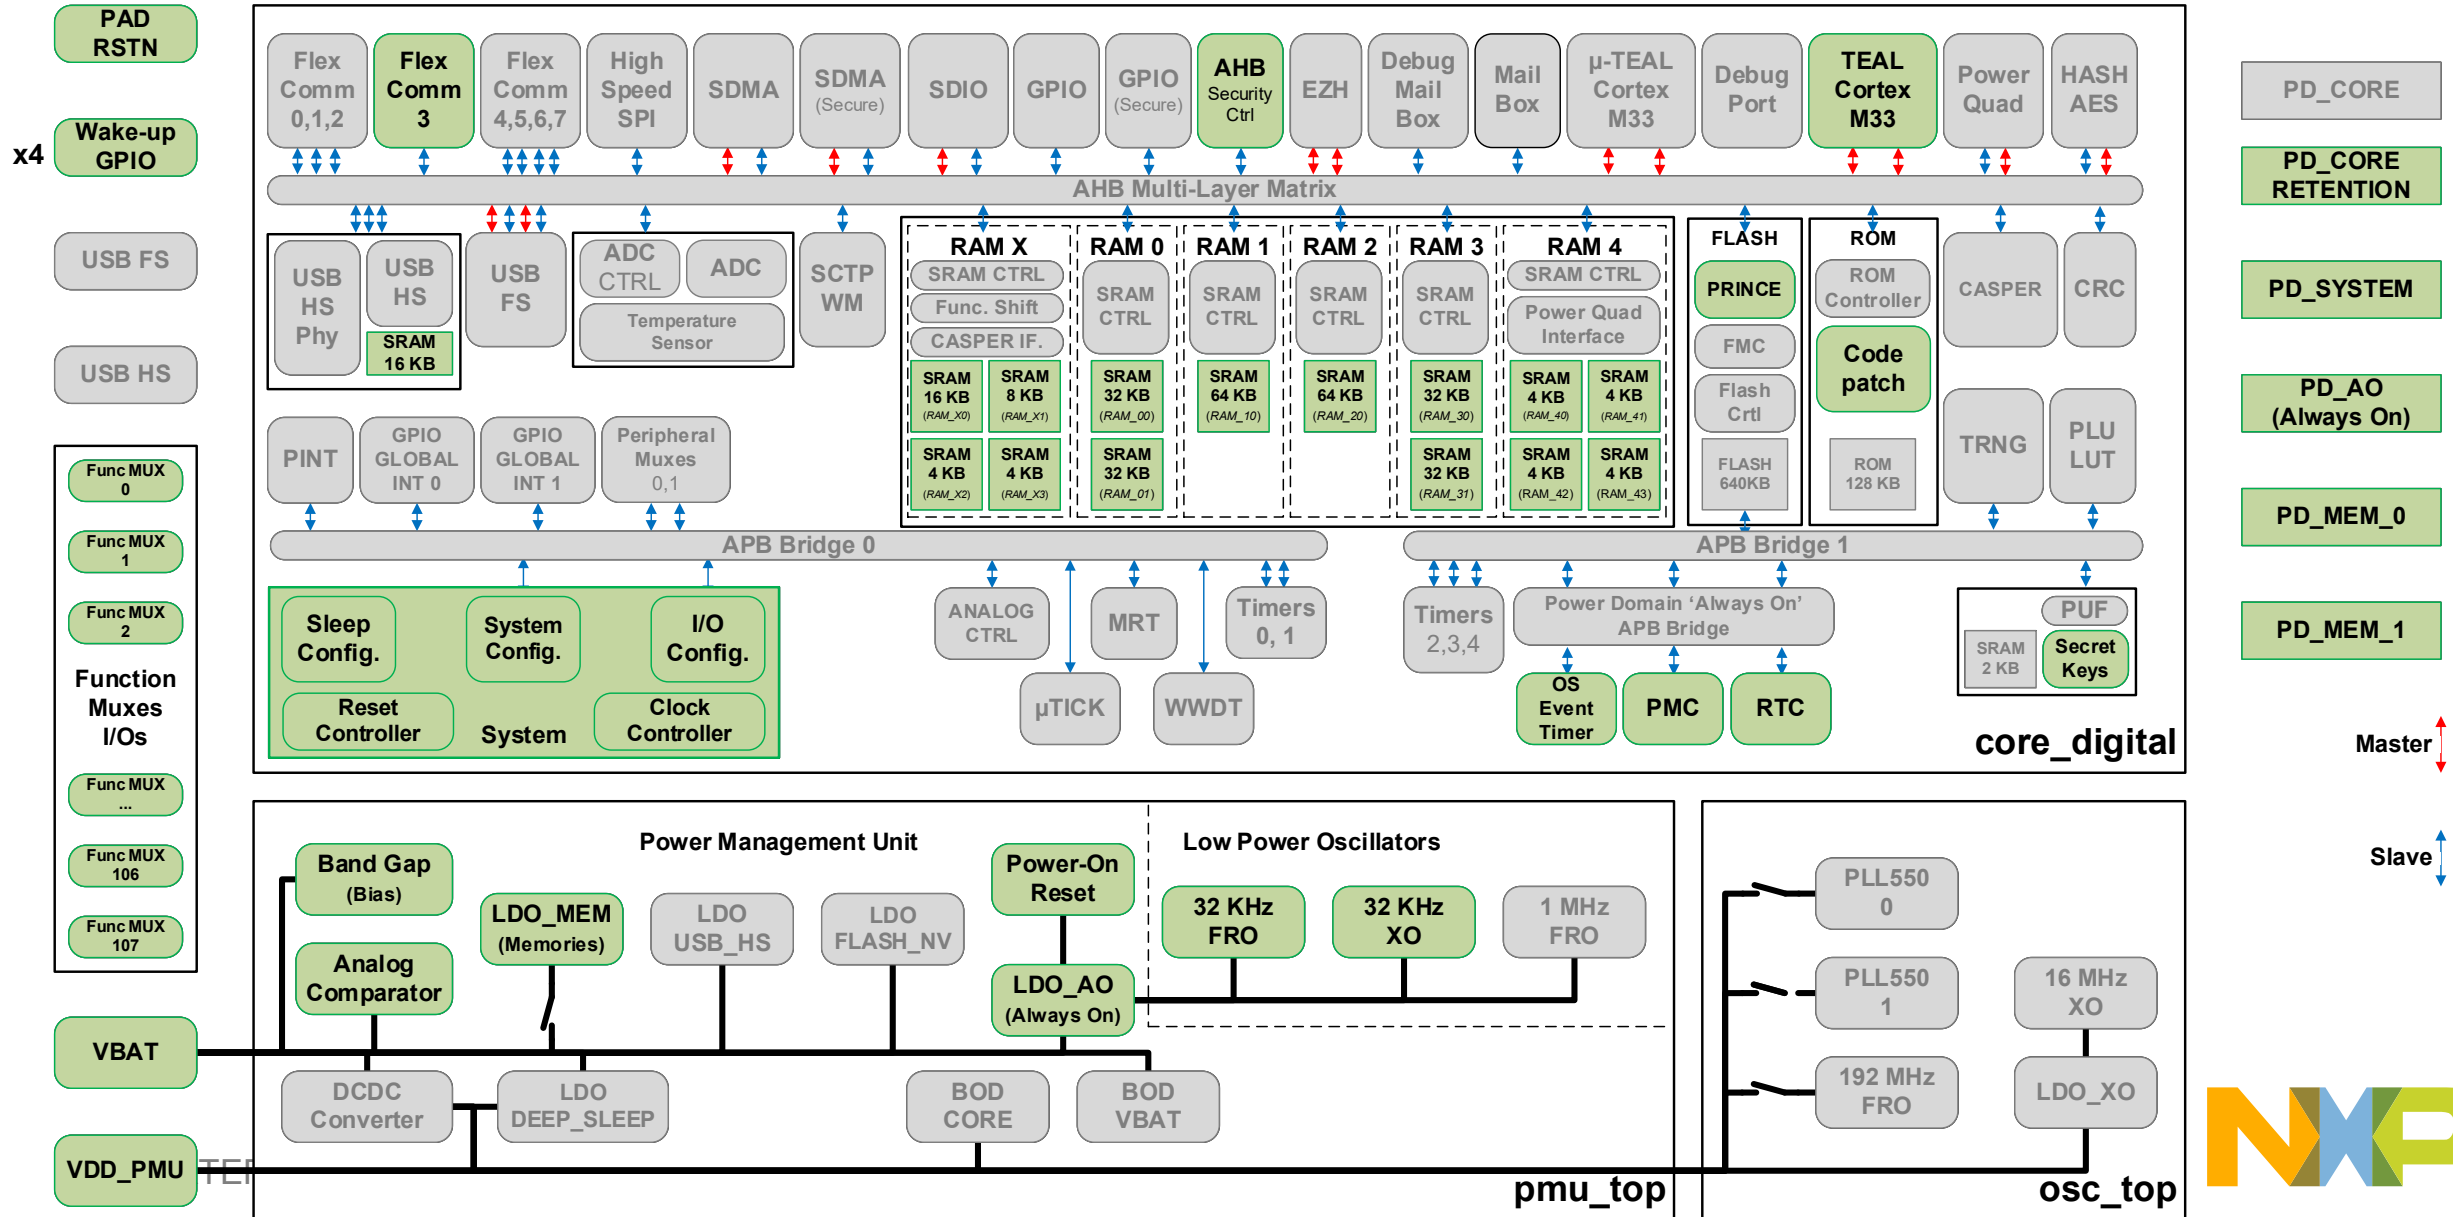 PAD
RSTN
x4
Wake-up
GPIO
USB FS
USB HS
Func MUX
0
Func MUX
1
Func MUX
2
Function
Muxes
I/Os
Func MUX
...
Func MUX
106
Func MUX
107
VBAT
VDD_PMU
TEF
Flex
Comm
0,1,2
Flex
Comm
3
Flex
Comm
4,5,6,7
High
Speed
SPI
SDMA
SDMA
(Secure)
SDIO
GPIO
GPIO
(Secure)
AHB
Security
Ctrl
EZH
Debug
Mail
Box
Mail
Box
µ-TEAL
Cortex
M33
Debug
Port
TEAL
Cortex
M33
Power
Quad
HASH
AES
AHB Multi-Layer Matrix
USB
HS
Phy
USB
HS
SRAM
16 KB
USB
FS
ADC
CTRL
ADC
Temperature
Sensor
SCTP
WM
RAM X
SRAM CTRL
Func. Shift
CASPER IF.
SRAM
16 KB
(RAM_X0)
SRAM
8 KB
(RAM_X1)
SRAM
4 KB
(RAM_X2)
SRAM
4 KB
(RAM_X3)
RAM 0
SRAM
CTRL
SRAM
32 KB
(RAM_00)
SRAM
32 KB
(RAM_01)
RAM 1
SRAM
CTRL
SRAM
64 KB
(RAM_10)
RAM 2
SRAM
CTRL
SRAM
64 KB
(RAM_20)
RAM 3
SRAM
CTRL
SRAM
32 KB
(RAM_30)
SRAM
32 KB
(RAM_31)
RAM 4
SRAM CTRL
Power Quad
Interface
SRAM
4 KB
(RAM_40)
SRAM
4 KB
(RAM_41)
SRAM
4 KB
(RAM_42)
SRAM
4 KB
(RAM_43)
FLASH
PRINCE
FMC
Flash
Crtl
FLASH
640KB
ROM
ROM
Controller
Code
patch
ROM
128 KB
CASPER
CRC
TRNG
PLU
LUT
PINT
GPIO
GLOBAL
INT 0
GPIO
GLOBAL
INT 1
Peripheral
Muxes
0,1
APB Bridge 0
APB Bridge 1
Sleep
Config.
System
Config.
I/O
Config.
Reset
Controller
System
Clock
Controller
ANALOG
CTRL
µTICK
MRT
WWDT
Timers
0, 1
Timers
2,3,4
Power Domain ‘Always On’
APB Bridge
OS
Event
Timer
PMC
RTC
PUF
SRAM
2 KB
Secret
Keys
core_digital
Power Management Unit
Band Gap
(Bias)
Analog
Comparator
LDO_MEM
(Memories)
LDO
USB_HS
LDO
FLASH_NV
Power-On
Reset
LDO_AO
(Always On)
Low Power Oscillators
32 KHz
FRO
32 KHz
XO
1 MHz
FRO
DCDC
Converter
LDO
DEEP_SLEEP
BOD
CORE
BOD
VBAT
pmu_top
PLL550
0
PLL550
1
192 MHz
FRO
16 MHz
XO
LDO_XO
osc_top
PD_CORE
PD_CORE
RETENTION
PD_SYSTEM
PD_AO
(Always On)
PD_MEM_0
PD_MEM_1
Master
Slave
NXP